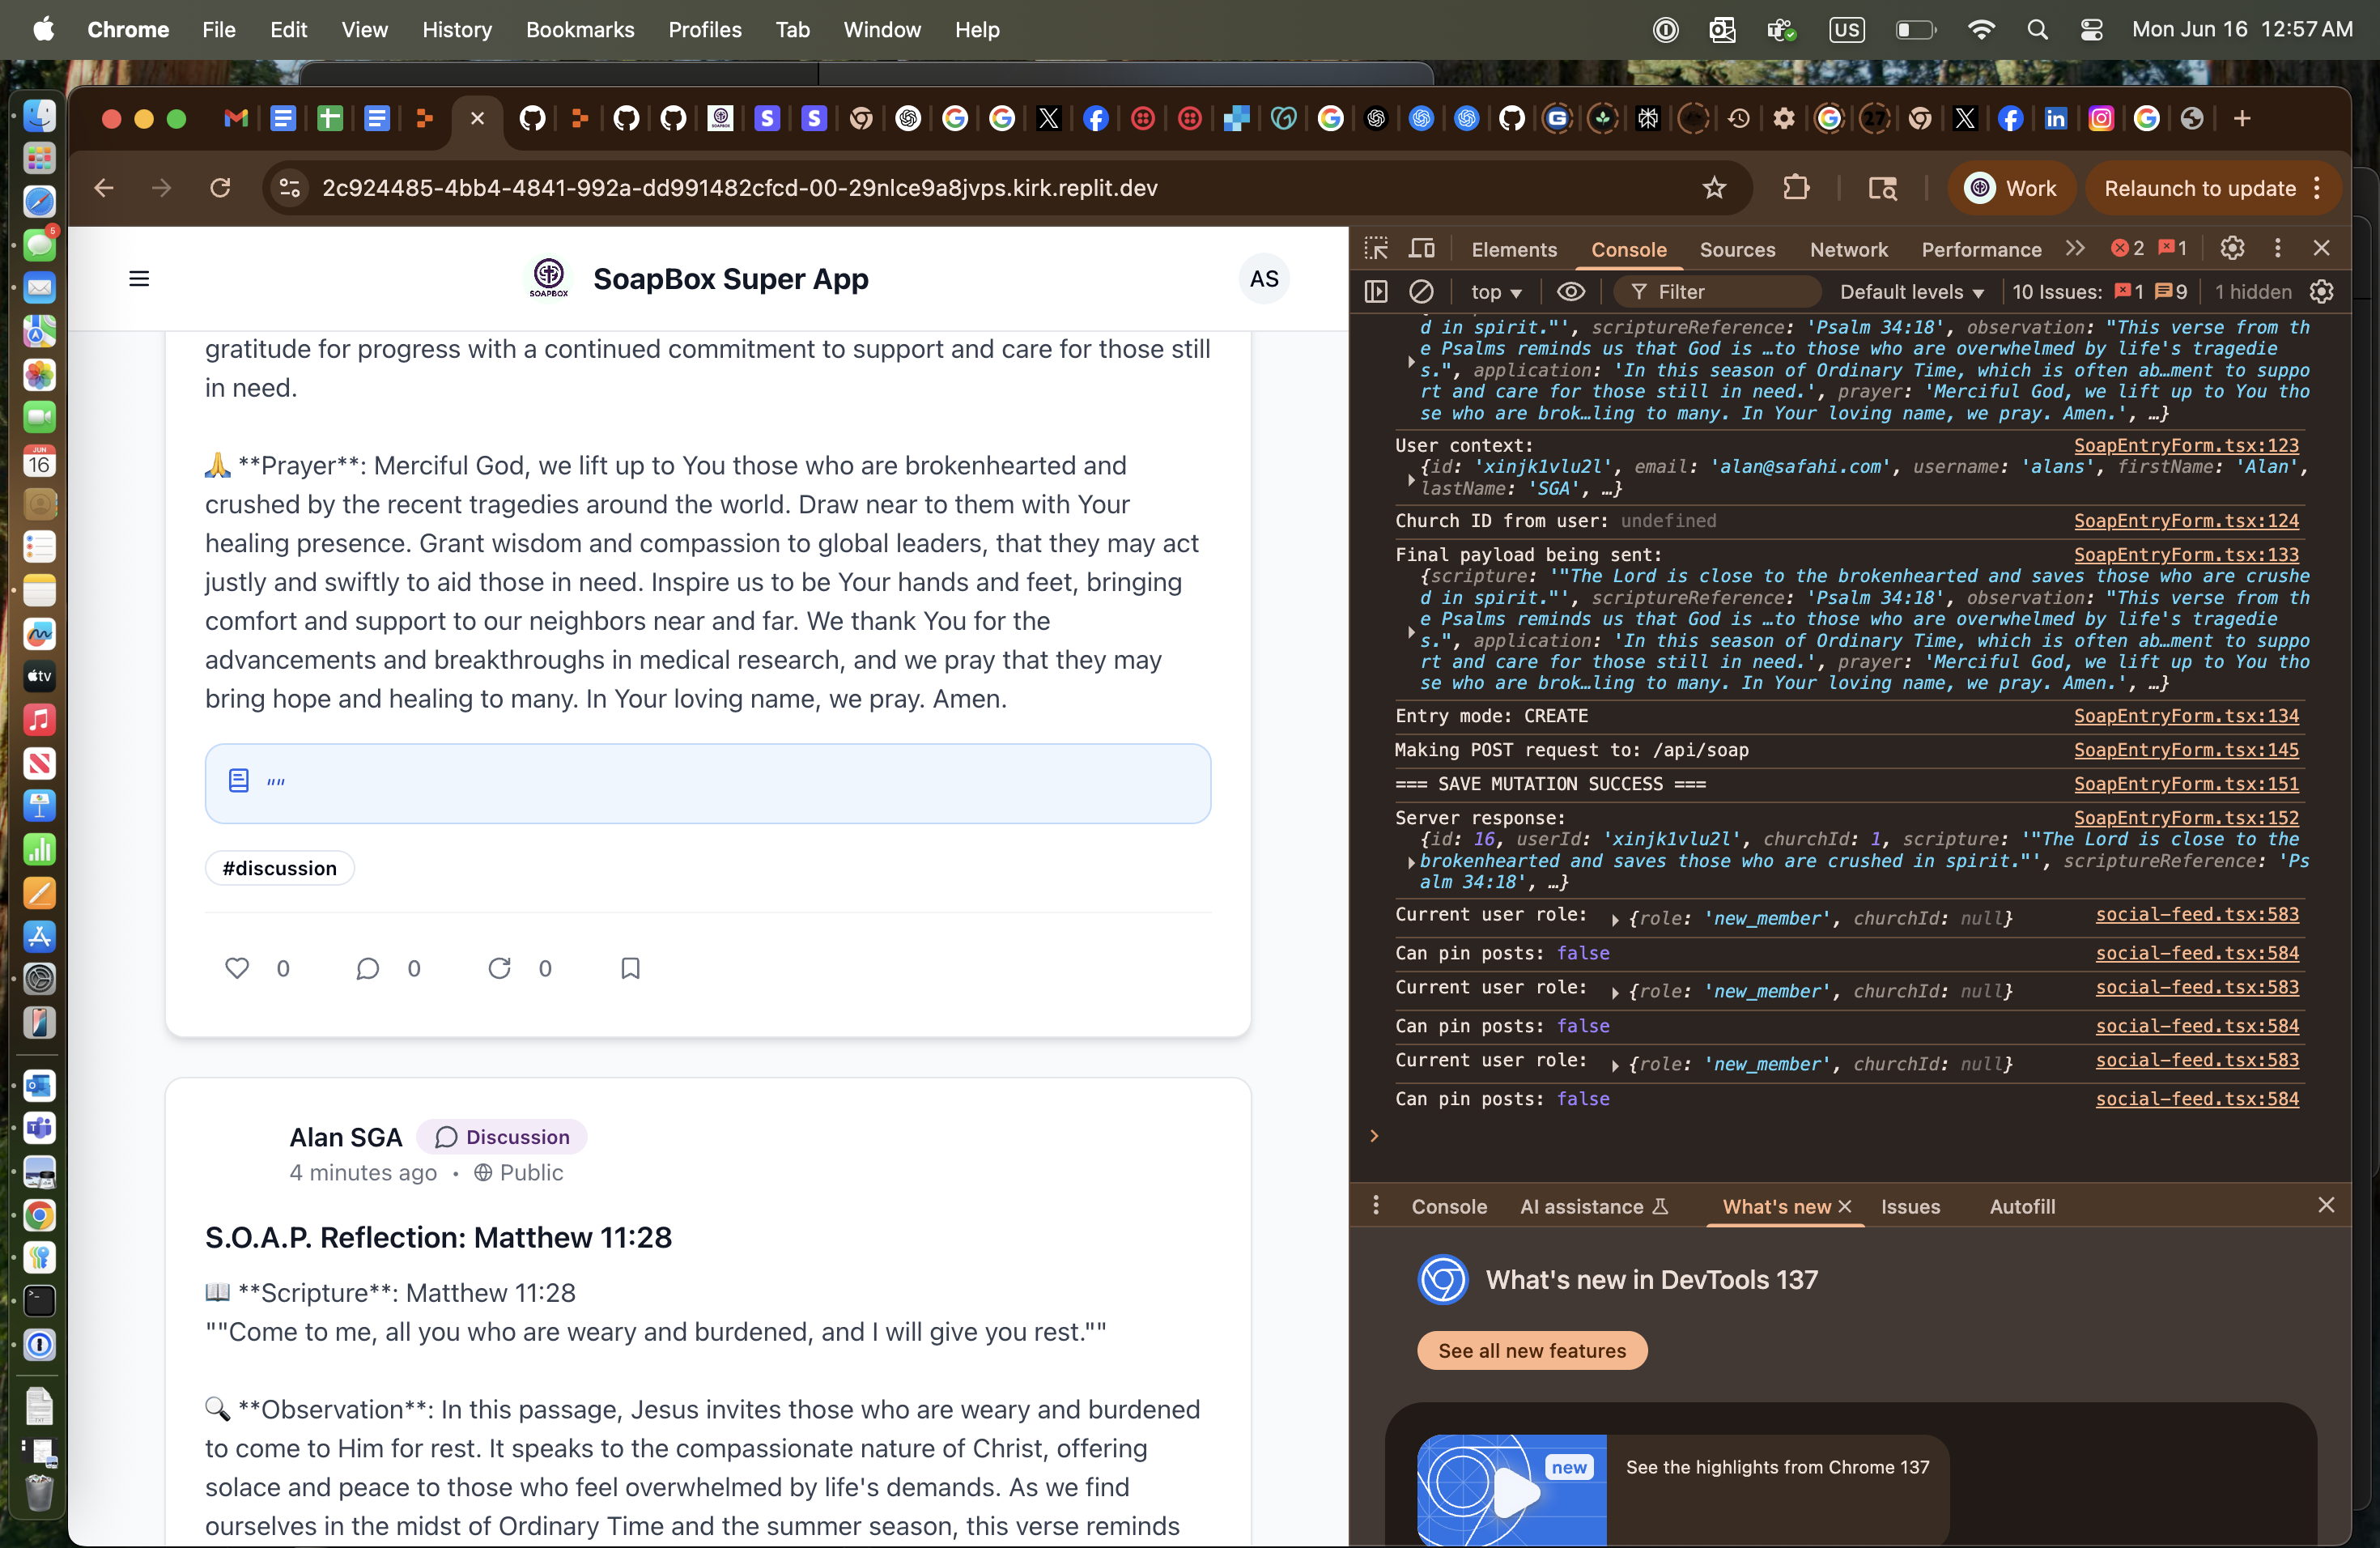 Chrome File Edit View History Bookmarks Profiles Tab Window Help US Mon Jun 16 12:57 AM
2c924485-4bb4-4841-992a-dd991482cfcd-00-29nlce9a8jvps.kirk.replit.dev Work Relaunch to update
SOAPBOX SoapBox Super App AS
gratitude for progress with a continued commitment to support and care for those still
in need.
🙏 **Prayer**: Merciful God, we lift up to You those who are brokenhearted and
crushed by the recent tragedies around the world. Draw near to them with Your
healing presence. Grant wisdom and compassion to global leaders, that they may act
justly and swiftly to aid those in need. Inspire us to be Your hands and feet, bringing
comfort and support to our neighbors near and far. We thank You for the
advancements and breakthroughs in medical research, and we pray that they may
bring hope and healing to many. In Your loving name, we pray. Amen.
""
#discussion
0 0 0
Alan SGA Discussion
4 minutes ago • Public
S.O.A.P. Reflection: Matthew 11:28
📖 **Scripture**: Matthew 11:28
""Come to me, all you who are weary and burdened, and I will give you rest.""
🔍 **Observation**: In this passage, Jesus invites those who are weary and burdened
to come to Him for rest. It speaks to the compassionate nature of Christ, offering
solace and peace to those who feel overwhelmed by life's demands. As we find
ourselves in the midst of Ordinary Time and the summer season, this verse reminds
Elements Console Sources Network Performance 2 1
top Filter Default levels 10 Issues: 1 9 1 hidden
d in spirit."', scriptureReference: 'Psalm 34:18', observation: "This verse from th
e Psalms reminds us that God is …to those who are overwhelmed by life's tragedie
s.", application: 'In this season of Ordinary Time, which is often ab…ment to suppo
rt and care for those still in need.', prayer: 'Merciful God, we lift up to You tho
se who are brok…ling to many. In Your loving name, we pray. Amen.', …}
User context: SoapEntryForm.tsx:123
{id: 'xinjk1vlu2l', email: 'alan@safahi.com', username: 'alans', firstName: 'Alan',
lastName: 'SGA', …}
Church ID from user: undefined SoapEntryForm.tsx:124
Final payload being sent: SoapEntryForm.tsx:133
{scripture: '"The Lord is close to the brokenhearted and saves those who are crushe
d in spirit."', scriptureReference: 'Psalm 34:18', observation: "This verse from th
e Psalms reminds us that God is …to those who are overwhelmed by life's tragedie
s.", application: 'In this season of Ordinary Time, which is often ab…ment to suppo
rt and care for those still in need.', prayer: 'Merciful God, we lift up to You tho
se who are brok…ling to many. In Your loving name, we pray. Amen.', …}
Entry mode: CREATE SoapEntryForm.tsx:134
Making POST request to: /api/soap SoapEntryForm.tsx:145
=== SAVE MUTATION SUCCESS === SoapEntryForm.tsx:151
Server response: SoapEntryForm.tsx:152
{id: 16, userId: 'xinjk1vlu2l', churchId: 1, scripture: '"The Lord is close to the
brokenhearted and saves those who are crushed in spirit."', scriptureReference: 'Ps
alm 34:18', …}
Current user role: {role: 'new_member', churchId: null} social-feed.tsx:583
Can pin posts: false social-feed.tsx:584
Current user role: {role: 'new_member', churchId: null} social-feed.tsx:583
Can pin posts: false social-feed.tsx:584
Current user role: {role: 'new_member', churchId: null} social-feed.tsx:583
Can pin posts: false social-feed.tsx:584
Console AI assistance What's new Issues Autofill
What's new in DevTools 137
See all new features
new See the highlights from Chrome 137